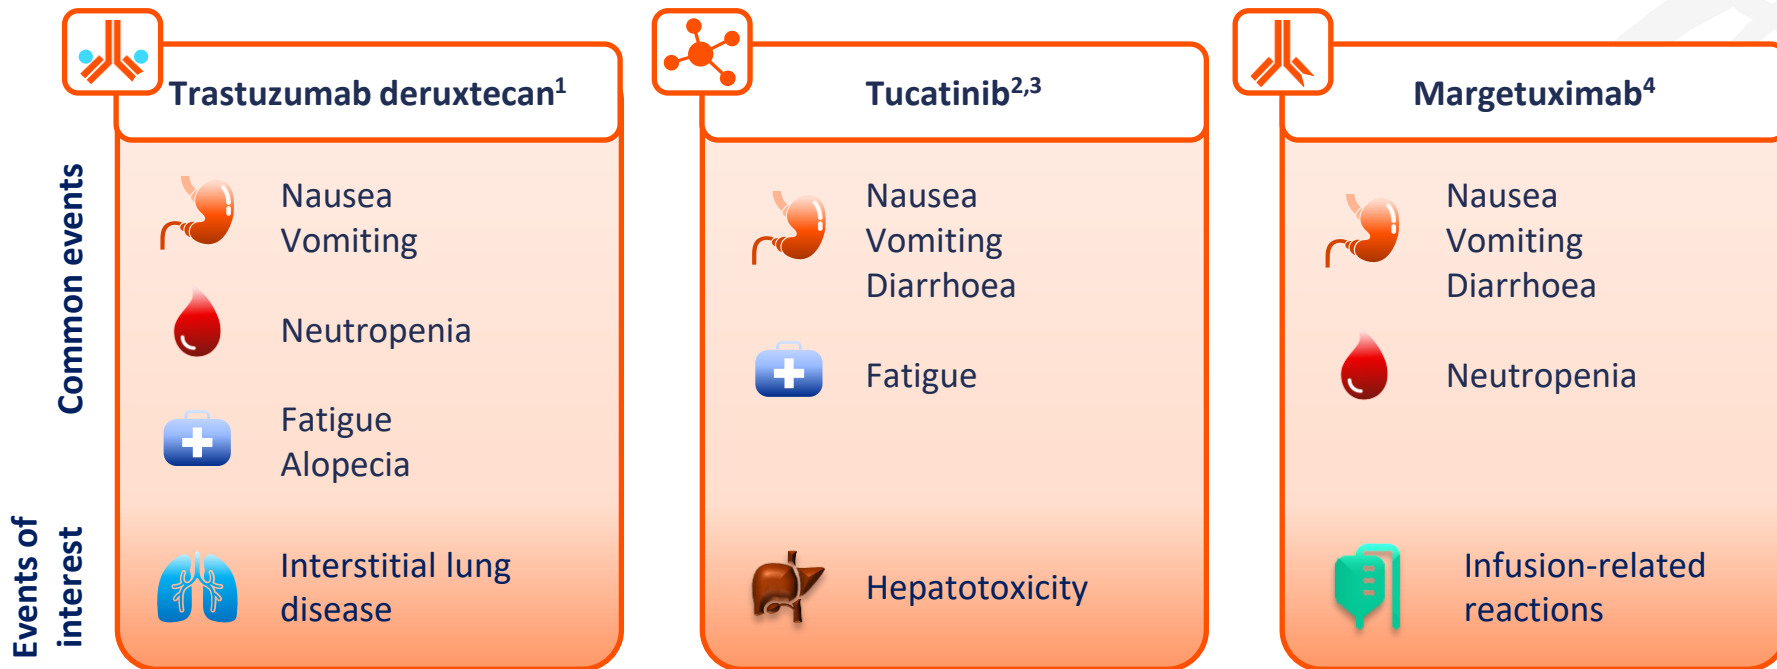 Trastuzumab deruxtecan1
Tucatinib2,3
Margetuximab4
Common events
Nausea
Vomiting
Neutropenia
Fatigue
Alopecia
Nausea
Vomiting
Diarrhoea
Fatigue
Nausea
Vomiting
Diarrhoea
Neutropenia
Events of
interest
Interstitial lung
disease
Hepatotoxicity
Infusion-related
reactions